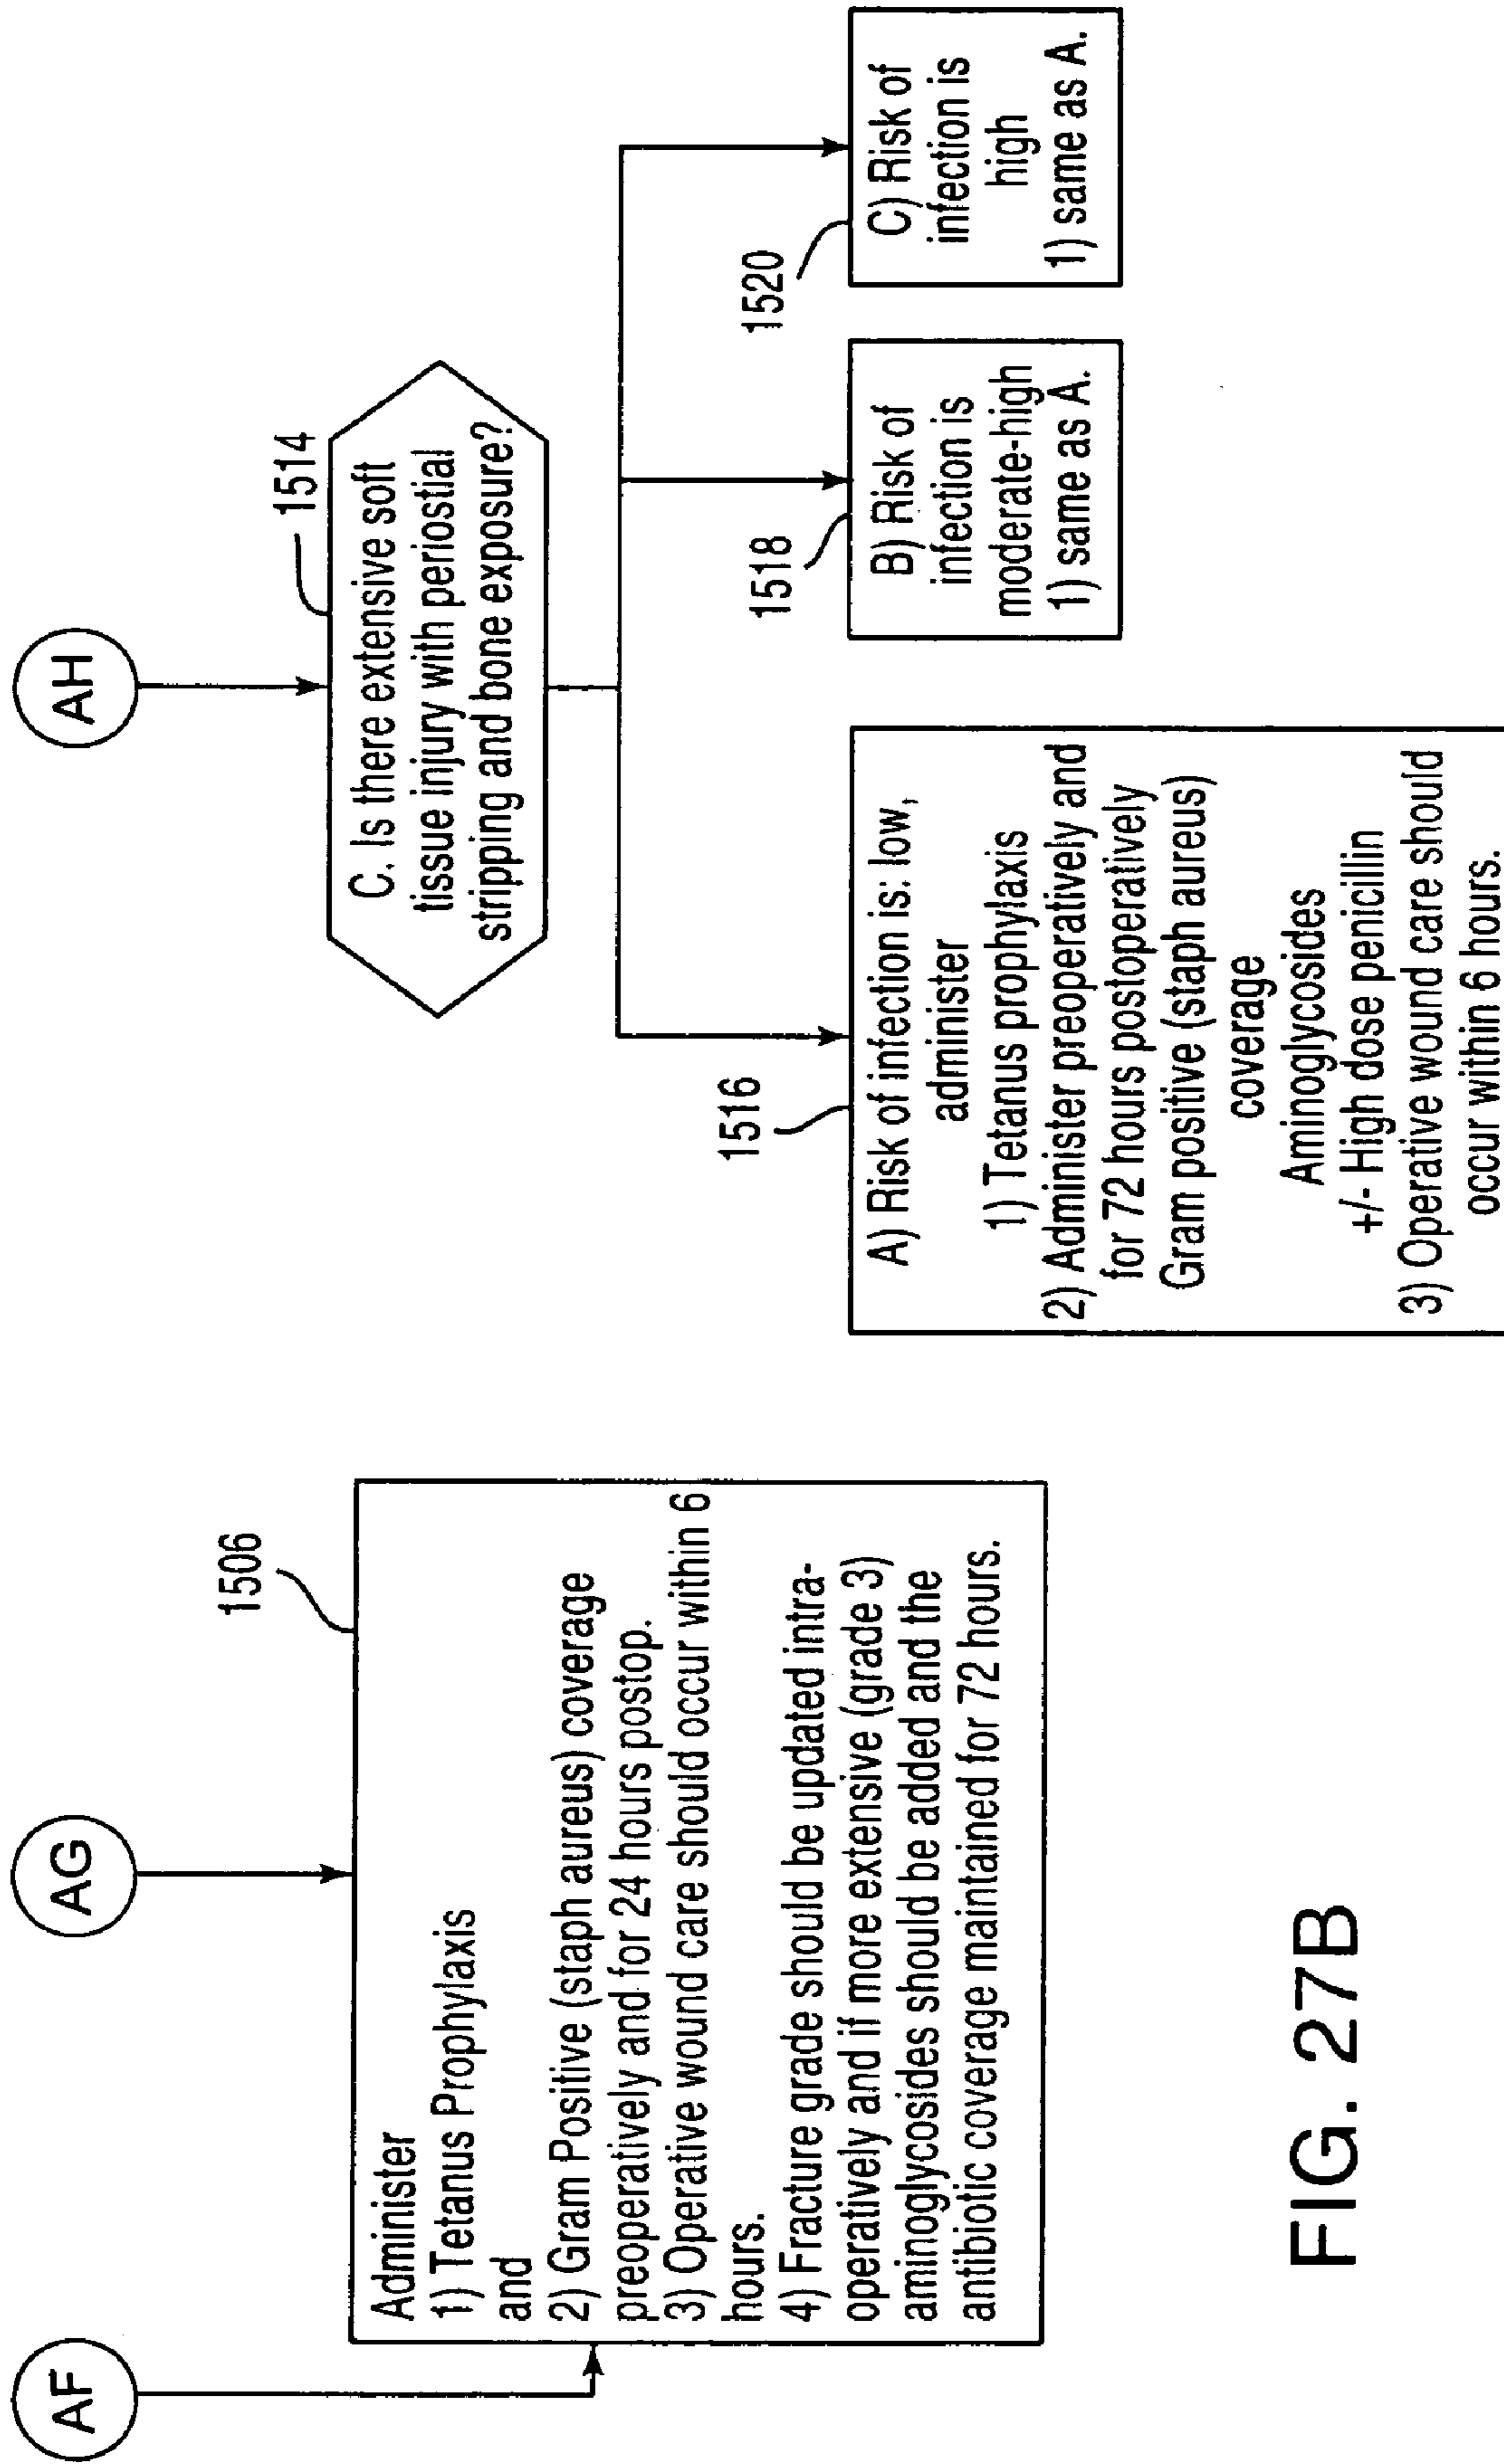 AF
AG
AH
1506
Administer
1) Tetanus Prophylaxis
and
2) Gram Positive (staph aureus) coverage
preoperatively and for 24 hours postop.
3) Operative wound care should occur within 6
hours.
4) Fracture grade should be updated intra-
operatively and if more extensive (grade 3)
aminoglycosides should be added and the
antibiotic coverage maintained for 72 hours.
1514
C. Is there extensive soft
tissue injury with periostial
stripping and bone exposure?
1516
A) Risk of infection is: low,
administer
1) Tetanus prophylaxis
2) Administer preoperatively and
for 72 hours postoperatively
Gram positive (staph aureus)
coverage
Aminoglycosides
+/- High dose penicillin
3) Operative wound care should
occur within 6 hours.
1518
B) Risk of
infection is
moderate-high
1) same as A.
1520
C) Risk of
infection is
high
1) same as A.
FIG. 27B